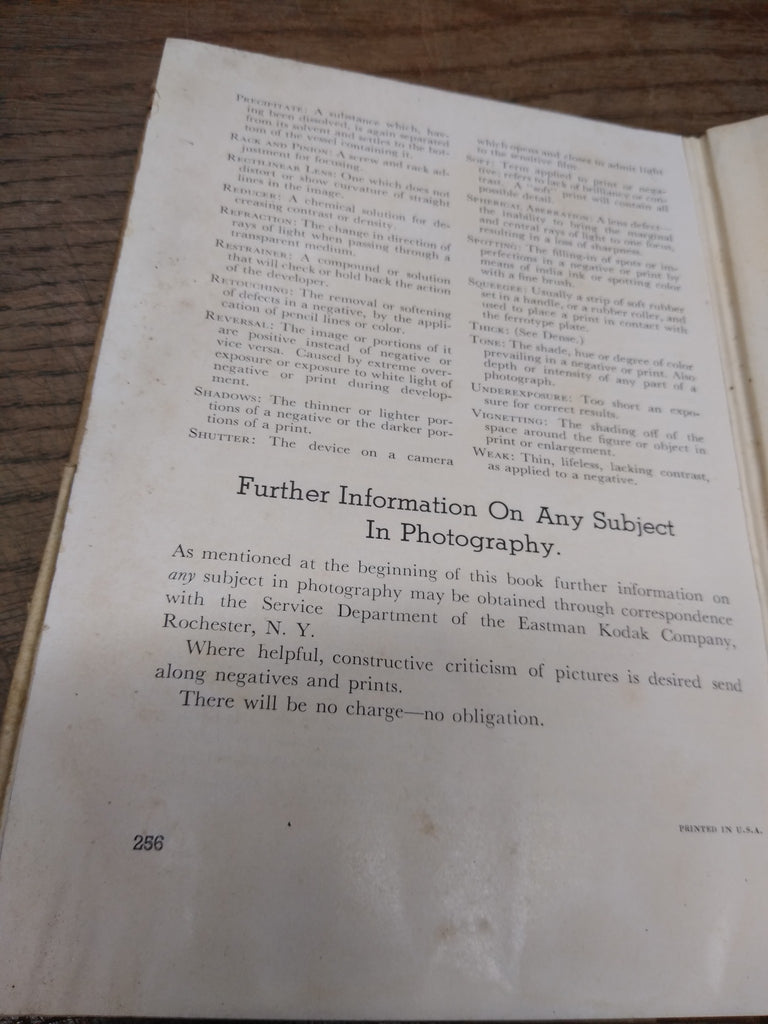 PRECIPITATE: A substance which, hav-
ing been dissolved, is again separated
from its solvent and settles to the bot-
tom of the vessel containing it.
RACK AND PINION: A screw and rack ad-
justment for focusing.
RECTILINEAR LENS: One which does not
distort or show curvature of straight
lines in the image.
REDUCER: A chemical solution for de-
creasing contrast or density.
REFRACTION: The change in direction of
rays of light when passing through a
transparent medium.
RESTRAINER: A compound or solution
that will check or hold back the action
of the developer.
RETOUCHING: The removal or softening
of defects in a negative, by the appli-
cation of pencil lines or color.
REVERSAL: The image or portions of it
are positive instead of negative or
vice versa. Caused by extreme over-
exposure or exposure to white light of
negative or print during develop-
ment.
SHADOWS: The thinner or lighter por-
tions of a negative or the darker por-
tions of a print.
SHUTTER: The device on a camera
which opens and closes to admit light
to the sensitive film.
SOFT: Term applied to print or nega-
tive; refers to lack of brilliancy or con-
trast. A "soft" print will contain all
possible detail.
SPHERICAL ABERRATION: A lens defect—
the inability to bring the marginal
and central rays of light to one focus,
resulting in a loss of sharpness.
SPOTTING: The filling-in of spots or im-
perfections in a negative or print by
means of india ink or spotting color
with a fine brush.
SQUEEGEE: Usually a strip of soft rubber
set in a handle, or a rubber roller, and
used to place a print in contact with
the ferrotype plate.
THICK: (See Dense.)
TONE: The shade, hue or degree of color
prevailing in a negative or print. Also
depth or intensity of any part of a
photograph.
UNDEREXPOSURE: Too short an expo-
sure for correct results.
VIGNETTING: The shading off of the
space around the figure or object in
print or enlargement.
WEAK: Thin, lifeless, lacking contrast,
as applied to a negative.
Further Information On Any Subject
In Photography.
As mentioned at the beginning of this book further information on
any subject in photography may be obtained through correspondence
with the Service Department of the Eastman Kodak Company,
Rochester, N. Y.
Where helpful, constructive criticism of pictures is desired send
along negatives and prints.
There will be no charge—no obligation.
256
PRINTED IN U.S.A.